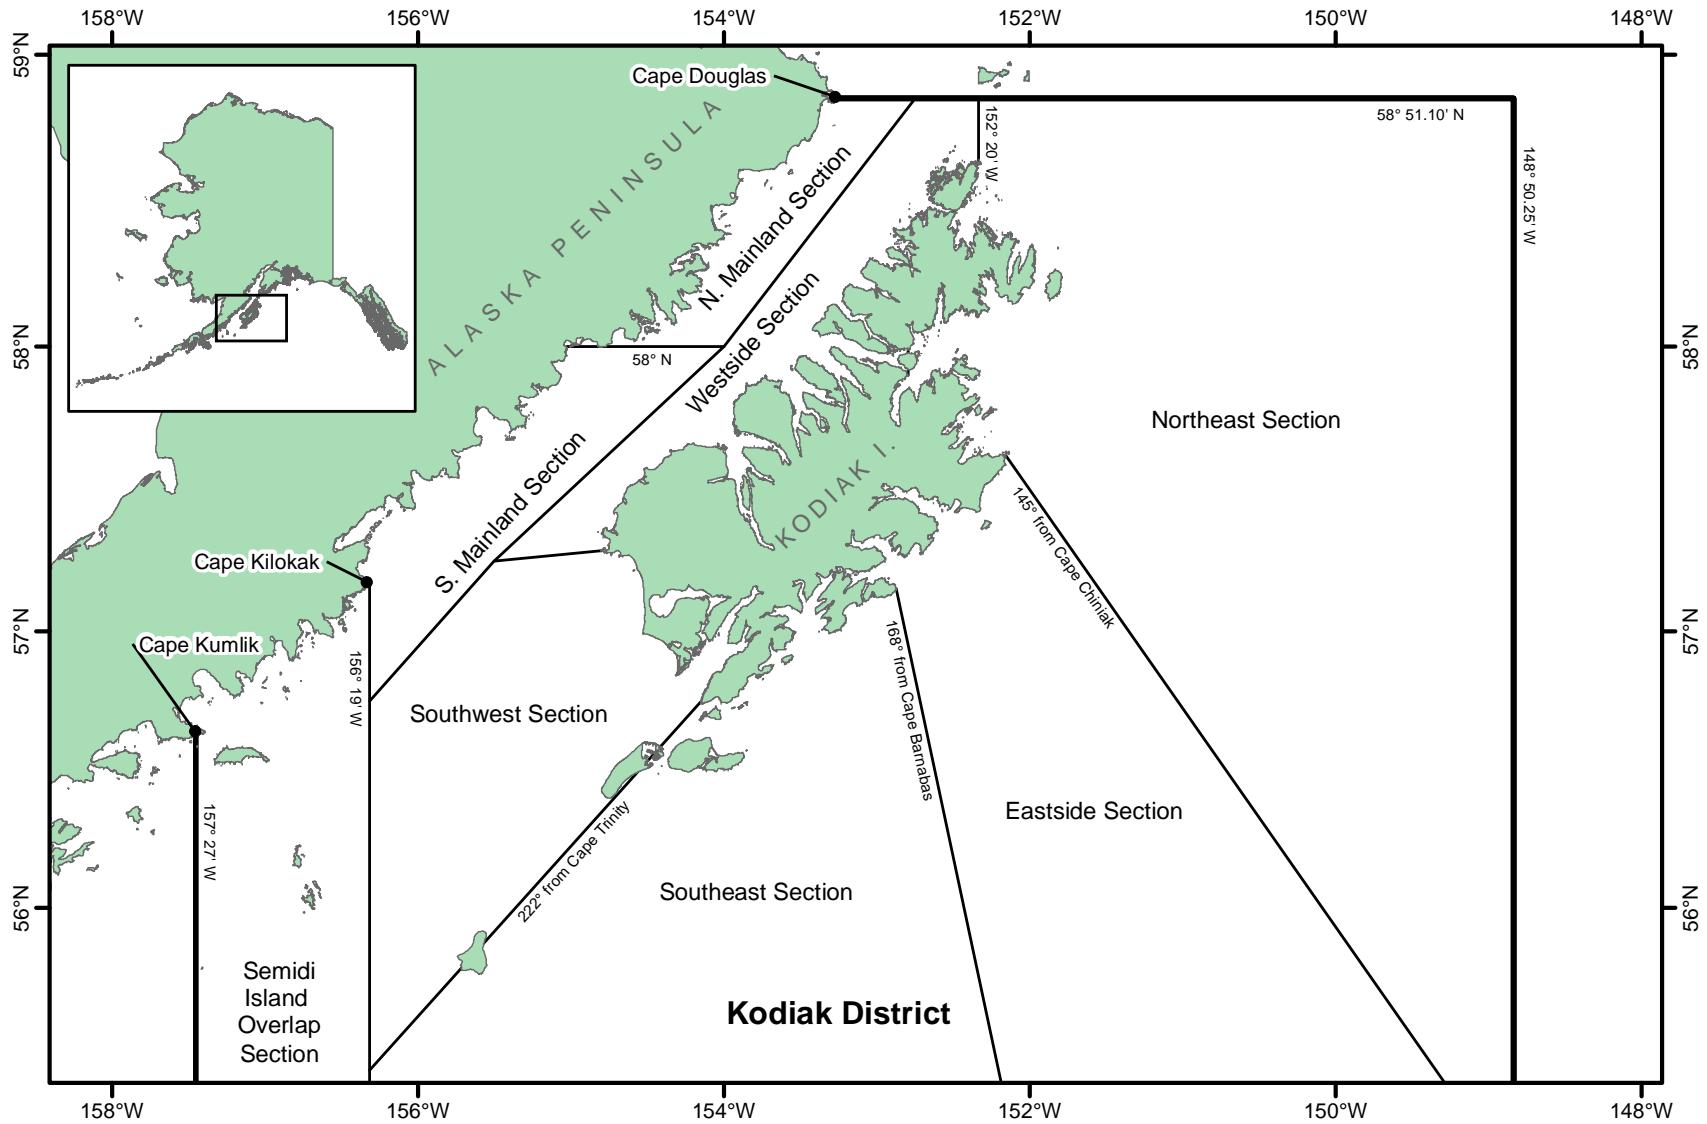 158°W 156°W 154°W 152°W 150°W 148°W
59°N
Cape Douglas
58° 51.10' N
152° 20' W
148° 50.25' W
ALASKA PENINSULA
N. Mainland Section
Westside Section
58°N
58° N
58°N
Northeast Section
S. Mainland Section
KODIAK I.
145° from Cape Chiniak
Cape Kilokak
57°N
57°N
Cape Kumlik
156° 19' W
168° from Cape Barnabas
Southwest Section
157° 27' W
222° from Cape Trinity
Eastside Section
Southeast Section
56°N
56°N
Semidi
Island
Overlap
Section
Kodiak District
158°W 156°W 154°W 152°W 150°W 148°W